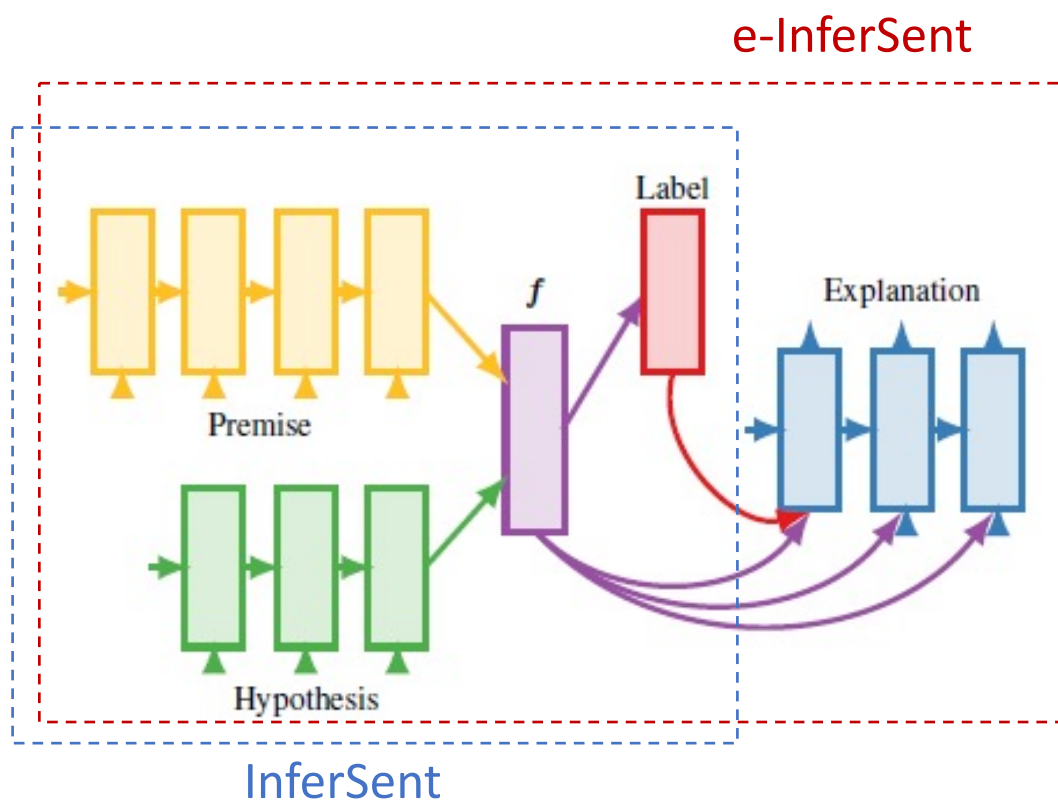 e-InferSent
Label
f
Explanation
Premise
Hypothesis
InferSent